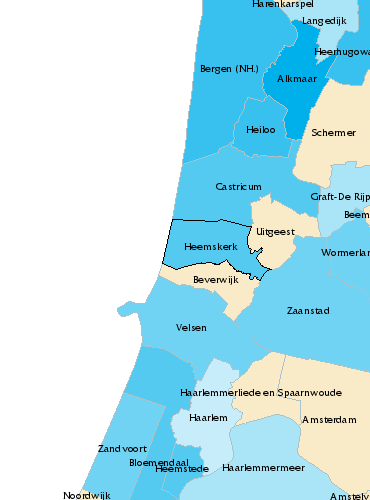 Harenkarspel
Langedijk
Heerhugowa
Bergen (NH.)
Alkmaar
Heiloo
Schermer
Castricum
Graft-De Rijp
Beem
Uitgeest
Heemskerk
Wormerlan
Beverwijk
Zaanstad
Velsen
Haarlemmerliede en Spaarnwoude
Haarlem
Amsterdam
Zandvoort
Bloemendaal
Heemstede
Haarlemmermeer
Noordwijk
Amstelv